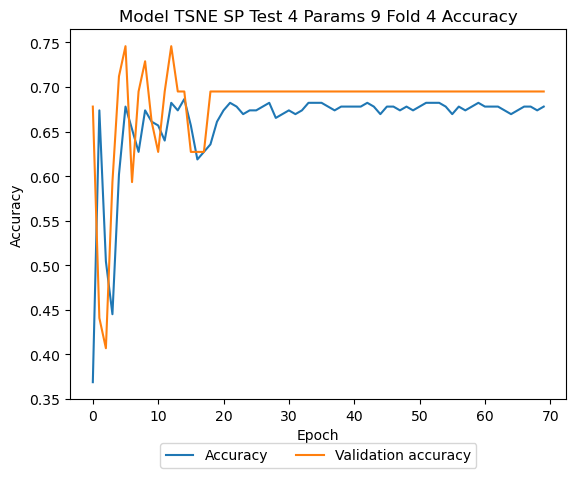 Model TSNE SP Test 4 Params 9 Fold 4 Accuracy
0.75
0.70
0.65
0.60
0.55
0.50
0.45
0.40
0.35
Accuracy
0 10 20 30 40 50 60 70
Epoch
Accuracy Validation accuracy